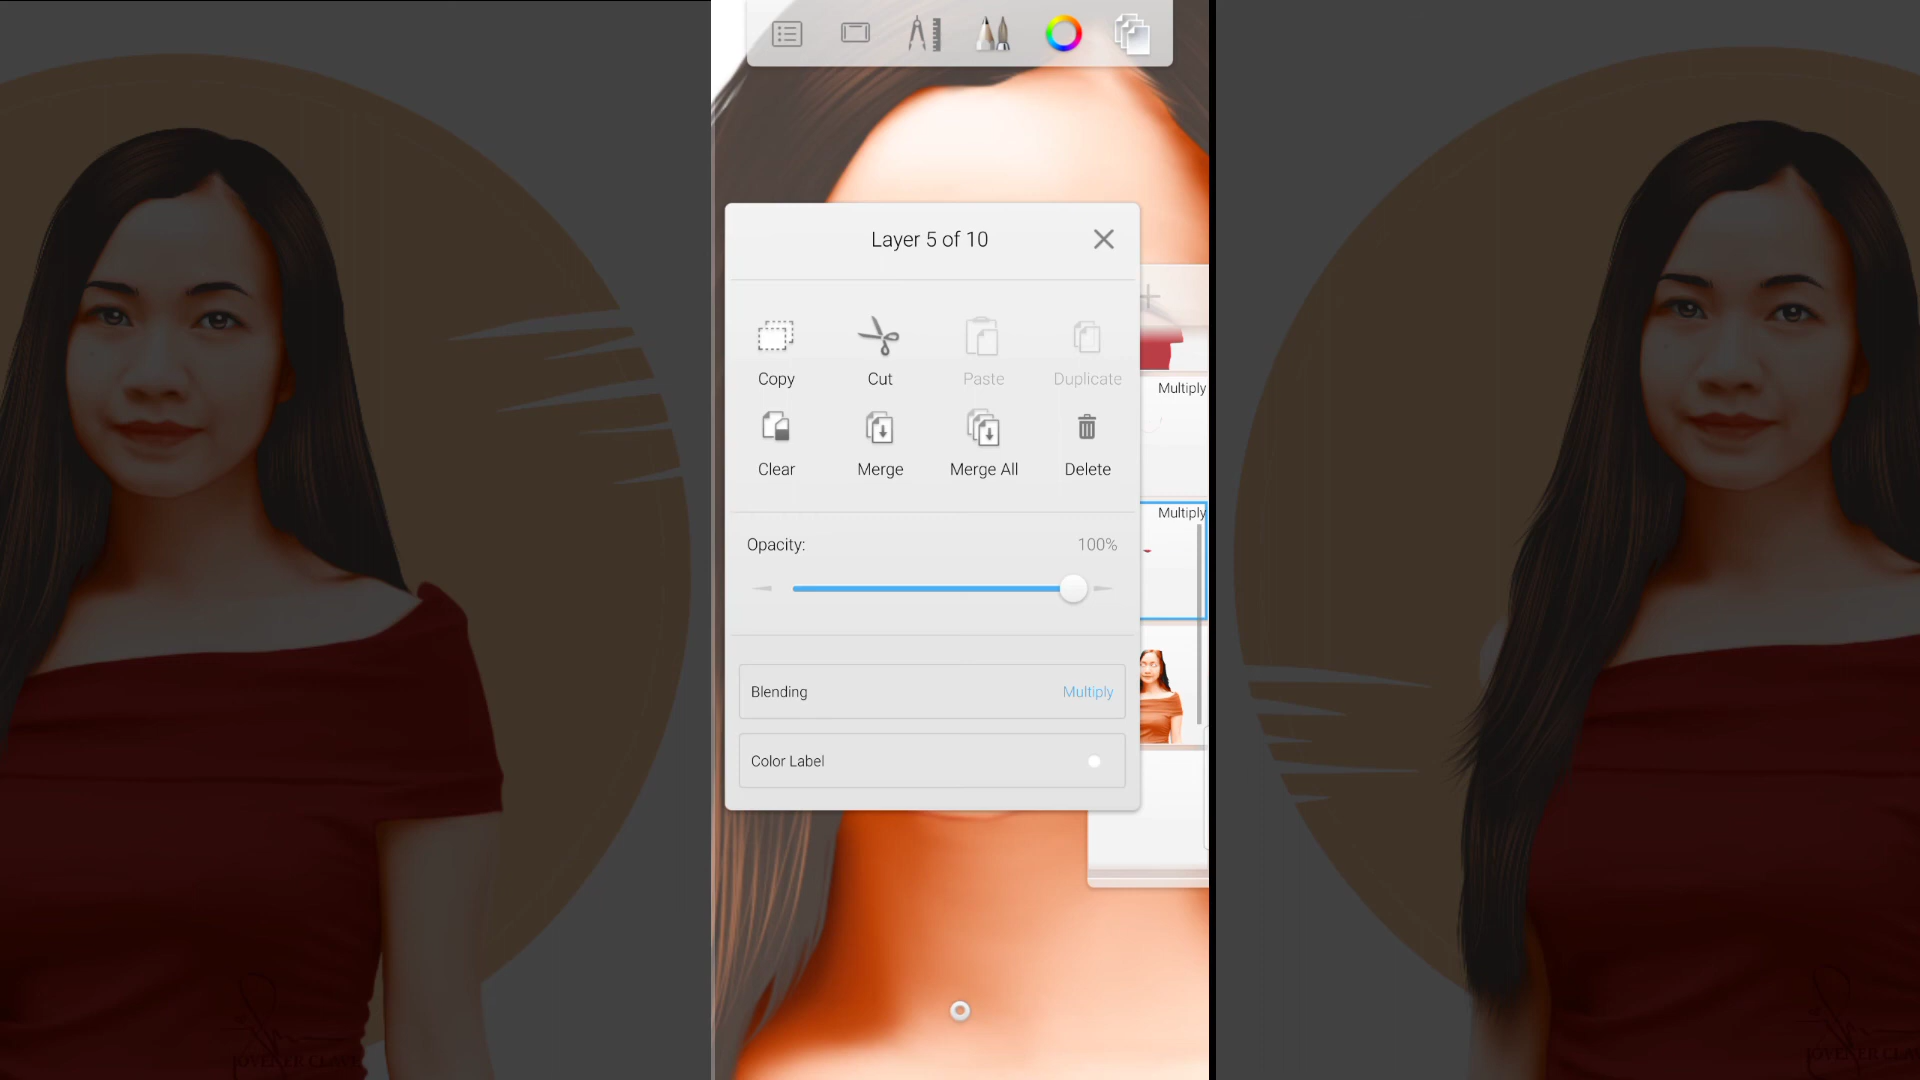 Layer 5 of 10
Copy
Cut
Paste
Duplicate
Multiply
Clear
Merge
Merge All
Delete
Multiply
Opacity:
100%
Blending
Multiply
Color Label